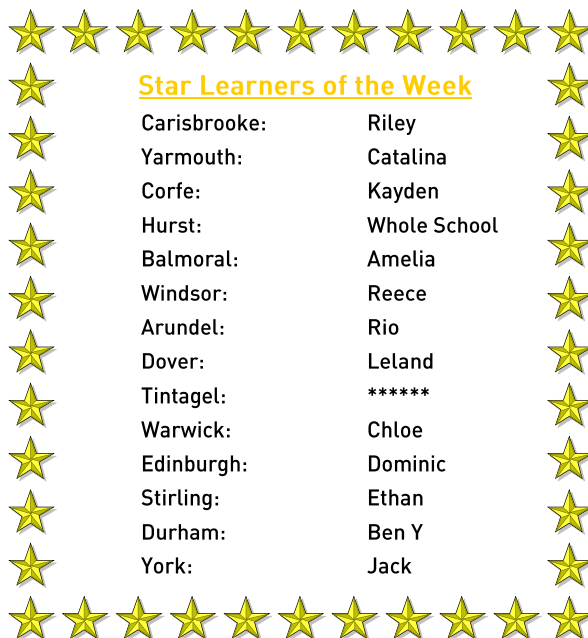 Star Learners of the Week
Carisbrooke: Riley
Yarmouth: Catalina
Corfe: Kayden
Hurst: Whole School
Balmoral: Amelia
Windsor: Reece
Arundel: Rio
Dover: Leland
Tintagel: ******
Warwick: Chloe
Edinburgh: Dominic
Stirling: Ethan
Durham: Ben Y
York: Jack